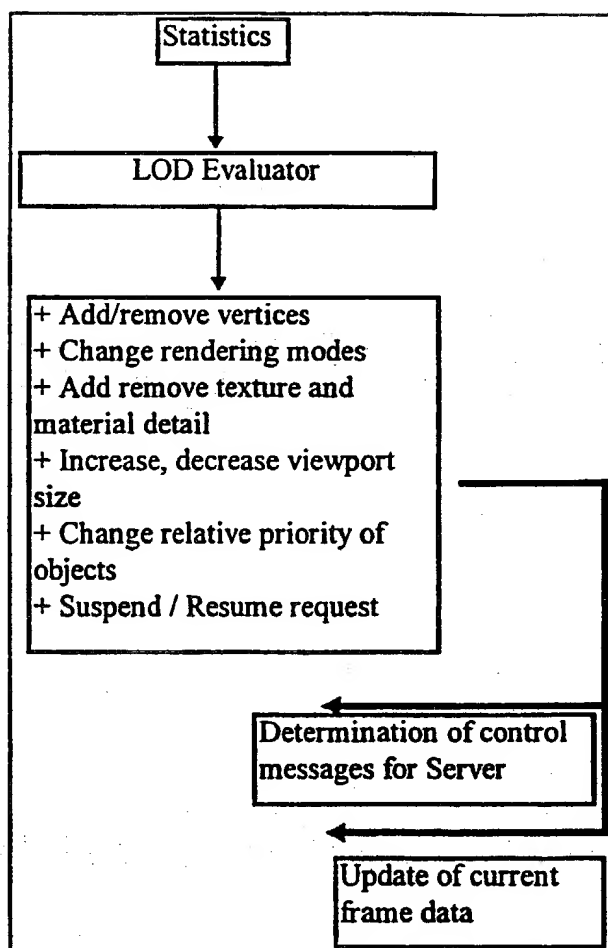 Statistics
LOD Evaluator
+ Add/remove vertices
+ Change rendering modes
+ Add remove texture and
material detail
+ Increase, decrease viewport
size
+ Change relative priority of
objects
+ Suspend / Resume request
Determination of control
messages for Server
Update of current
frame data